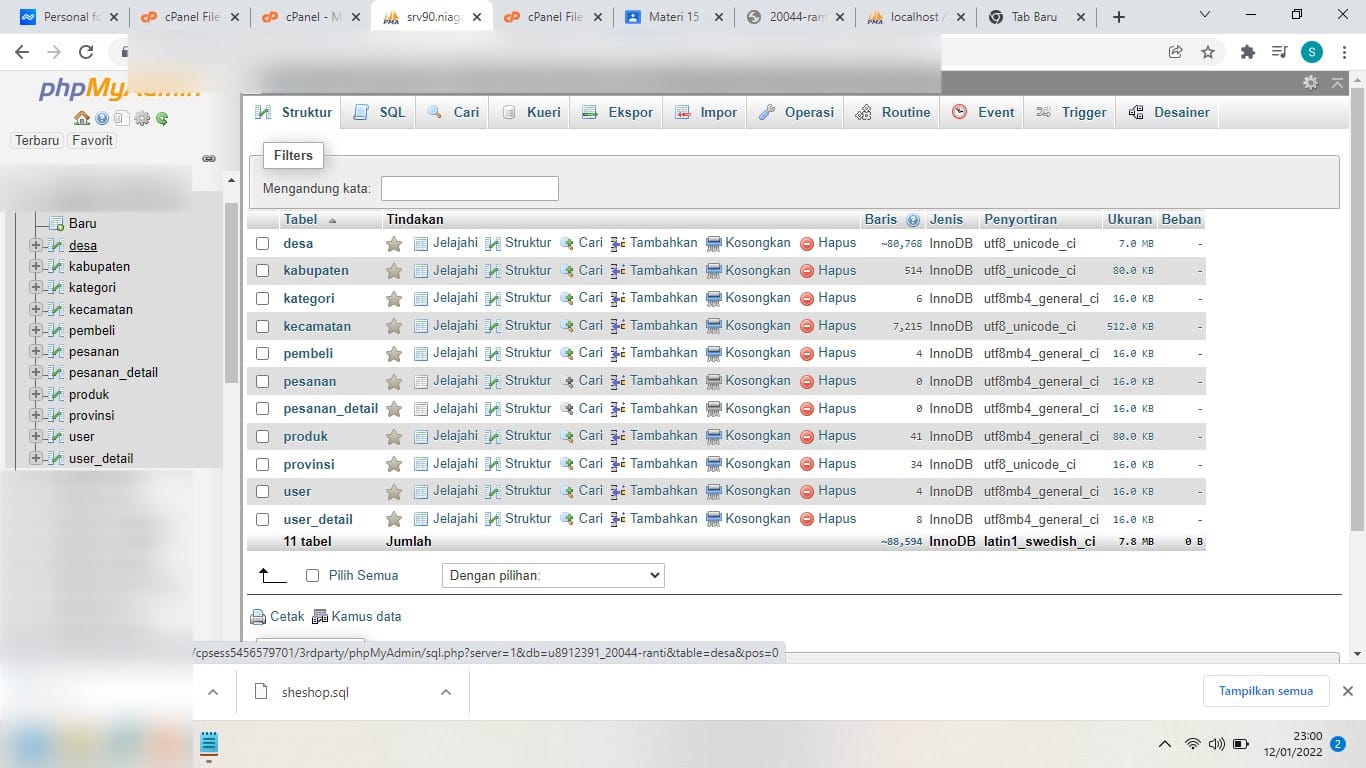 Personal fo
cPanel File
cPanel - M
srv90.niag
cPanel File
Materi 15 -
20044-ran
localhost /
Tab Baru
phpMyAdmin
Terbaru Favorit
Baru
desa
kabupaten
kategori
kecamatan
pembeli
pesanan
pesanan_detail
produk
provinsi
user
user_detail
Struktur SQL Cari Kueri Ekspor Impor Operasi Routine Event Trigger Desainer
Filters
Mengandung kata:
Tabel Tindakan Baris Jenis Penyortiran Ukuran Beban
desa Jelajahi Struktur Cari Tambahkan Kosongkan Hapus ~80,768 InnoDB utf8_unicode_ci 7.0 MB -
kabupaten Jelajahi Struktur Cari Tambahkan Kosongkan Hapus 514 InnoDB utf8_unicode_ci 80.0 KB -
kategori Jelajahi Struktur Cari Tambahkan Kosongkan Hapus 6 InnoDB utf8mb4_general_ci 16.0 KB -
kecamatan Jelajahi Struktur Cari Tambahkan Kosongkan Hapus 7,215 InnoDB utf8_unicode_ci 512.0 KB -
pembeli Jelajahi Struktur Cari Tambahkan Kosongkan Hapus 4 InnoDB utf8mb4_general_ci 16.0 KB -
pesanan Jelajahi Struktur Cari Tambahkan Kosongkan Hapus 0 InnoDB utf8mb4_general_ci 16.0 KB -
pesanan_detail Jelajahi Struktur Cari Tambahkan Kosongkan Hapus 0 InnoDB utf8mb4_general_ci 16.0 KB -
produk Jelajahi Struktur Cari Tambahkan Kosongkan Hapus 41 InnoDB utf8mb4_general_ci 80.0 KB -
provinsi Jelajahi Struktur Cari Tambahkan Kosongkan Hapus 34 InnoDB utf8_unicode_ci 16.0 KB -
user Jelajahi Struktur Cari Tambahkan Kosongkan Hapus 4 InnoDB utf8mb4_general_ci 16.0 KB -
user_detail Jelajahi Struktur Cari Tambahkan Kosongkan Hapus 8 InnoDB utf8mb4_general_ci 16.0 KB -
11 tabel Jumlah ~88,594 InnoDB latin1_swedish_ci 7.8 MB 0 B
Pilih Semua Dengan pilihan:
Cetak Kamus data
/cpsess5456579701/3rdparty/phpMyAdmin/sql.php?server=1&db=u8912391_20044-ranti&table=desa&pos=0
sheshop.sql
Tampilkan semua
23:00
12/01/2022
2
S